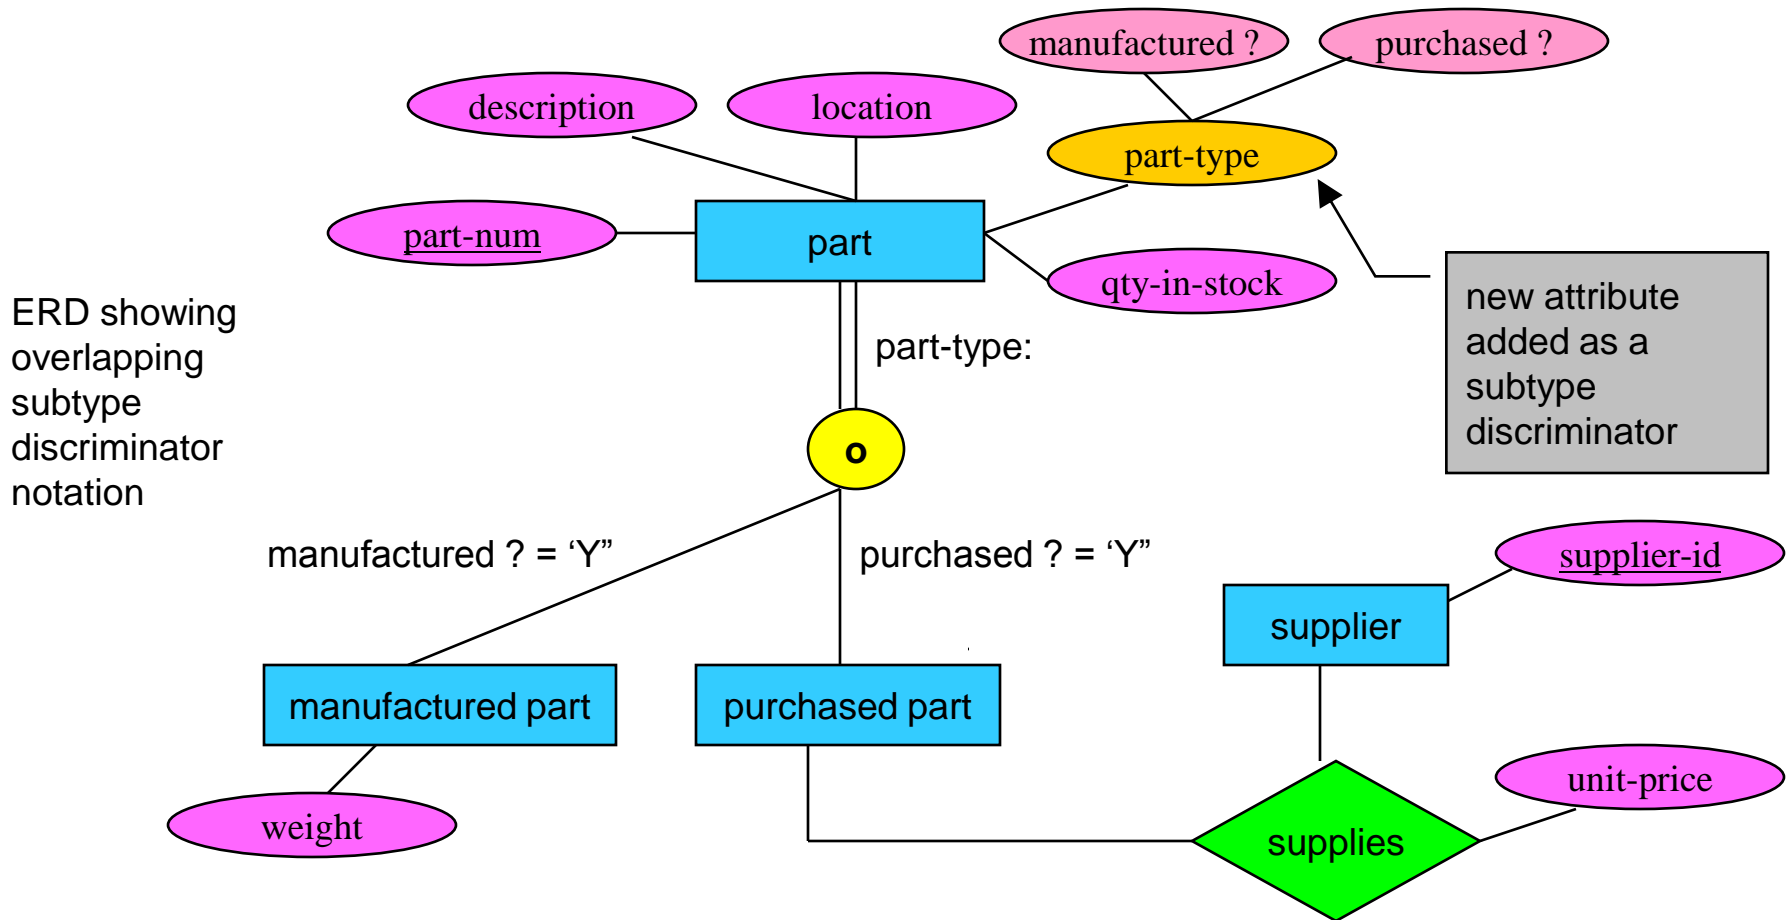 manufactured ?
purchased ?
description
location
part-type
part-num
part
qty-in-stock
new attribute
added as a
subtype
discriminator
ERD showing
overlapping
subtype
discriminator
notation
part-type:
o
manufactured ? = ‘Y”
purchased ? = ‘Y”
supplier-id
supplier
manufactured part
purchased part
unit-price
weight
supplies